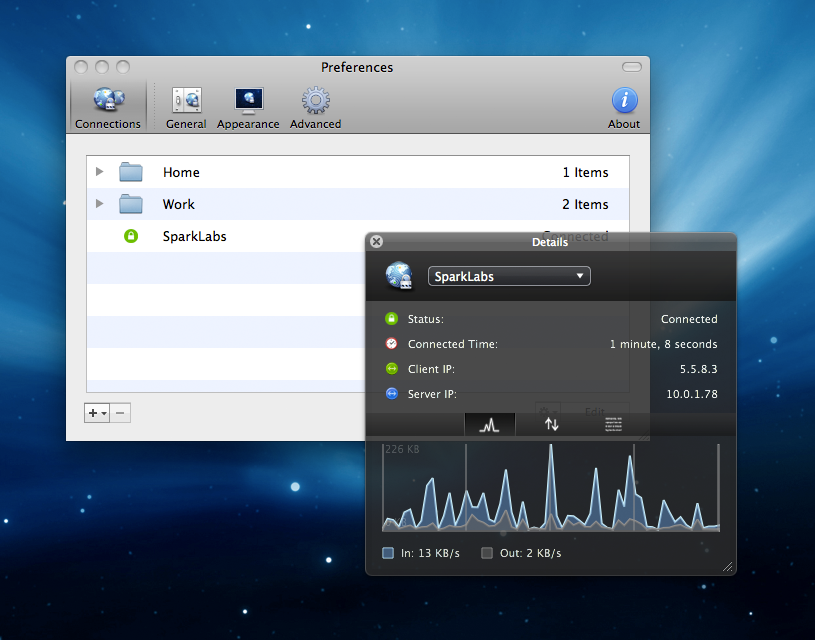 Preferences
Connections General Appearance Advanced About
Home 1 Items
Work 2 Items
SparkLabs Connected
Details
SparkLabs
Status: Connected
Connected Time: 1 minute, 8 seconds
Client IP: 5.5.8.3
Server IP: 10.0.1.78
Edit
226 KB
In: 13 KB/s Out: 2 KB/s